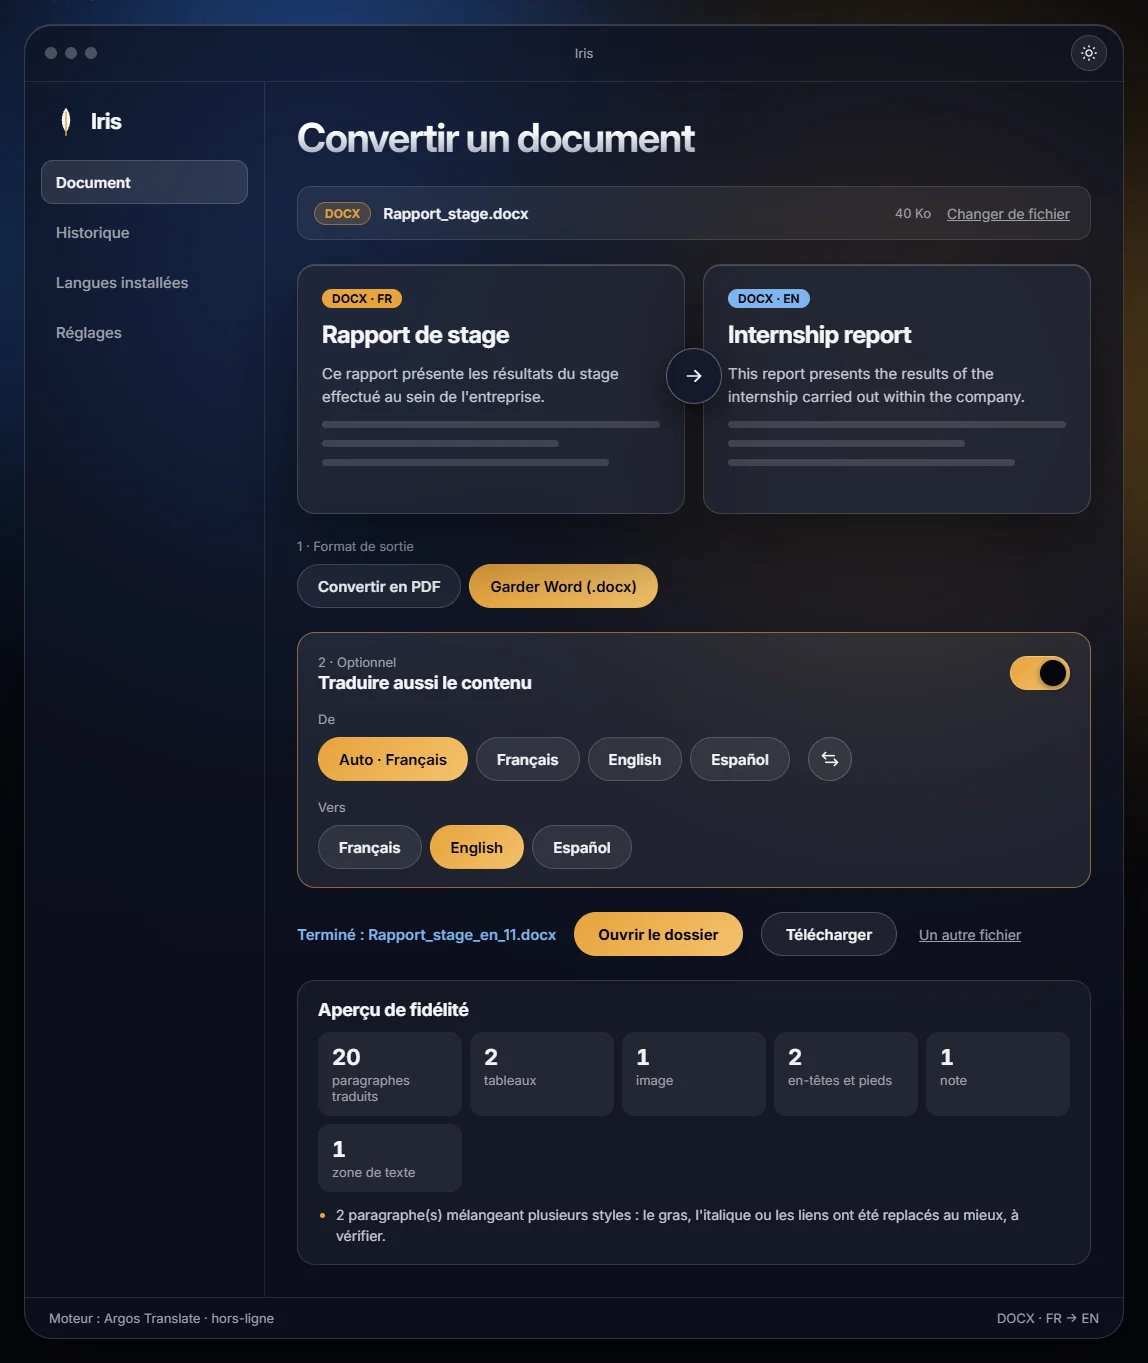 Iris
Iris
Document
Historique
Langues installées
Réglages
Convertir un document
DOCX
Rapport_stage.docx
40 Ko
Changer de fichier
DOCX · FR
Rapport de stage
Ce rapport présente les résultats du stage
effectué au sein de l'entreprise.
DOCX · EN
Internship report
This report presents the results of the
internship carried out within the company.
1 · Format de sortie
Convertir en PDF
Garder Word (.docx)
2 · Optionnel
Traduire aussi le contenu
De
Auto · Français
Français
English
Español
Vers
Français
English
Español
Terminé : Rapport_stage_en_11.docx
Ouvrir le dossier
Télécharger
Un autre fichier
Aperçu de fidélité
20
paragraphes
traduits
2
tableaux
1
image
2
en-têtes et pieds
1
note
1
zone de texte
2 paragraphe(s) mélangeant plusieurs styles : le gras, l'italique ou les liens ont été replacés au mieux, à
vérifier.
Moteur : Argos Translate · hors-ligne
DOCX · FR → EN